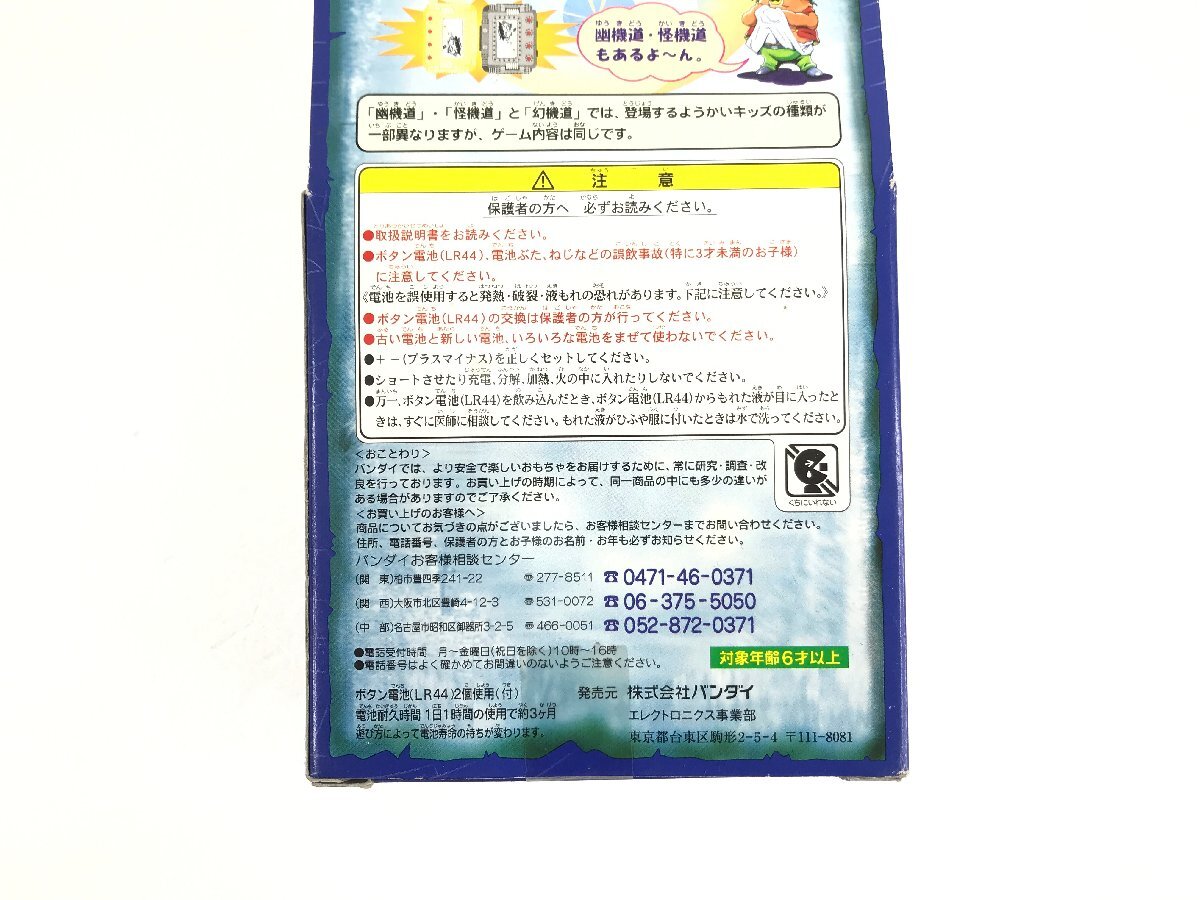 幽機道・怪機道
もあるよ〜ん。
「幽機道」・「怪機道」と「幻機道」では、登場するようかいキッズの種類が
一部異なりますが、ゲーム内容は同じです。
注意
保護者の方へ 必ずお読みください。
●取扱説明書をお読みください。
●ボタン電池(LR44)、電池ぶた、ねじなどの誤飲事故(特に3才未満のお子様)
に注意してください。
《電池を誤使用すると発熱・破裂・液もれの恐れがあります。下記に注意してください。》
●ボタン電池(LR44)の交換は保護者の方が行ってください。
●古い電池と新しい電池、いろいろな電池をまぜて使わないでください。
●+−(プラスマイナス)を正しくセットしてください。
●ショートさせたり充電、分解、加熱、火の中に入れたりしないでください。
●万一、ボタン電池(LR44)を飲み込んだとき、ボタン電池(LR44)からもれた液が目に入ったと
きは、すぐに医師に相談してください。もれた液がひふや服に付いたときは水で洗ってください。
くちにいれない
<おことわり>
バンダイでは、より安全で楽しいおもちゃをお届けするために、常に研究・調査・改
良を行っております。お買い上げの時期によって、同一商品の中にも多少の違いが
ある場合がありますのでご了承ください。
<お買い上げのお客様へ>
商品についてお気づきの点がございましたら、お客様相談センターまでお問い合わせください。
住所、電話番号、保護者の方とお子様のお名前・お年も必ずお知らせください。
バンダイお客様相談センター
(関 東)柏市豊四季241-22 〒277-8511 ☎0471-46-0371
(関 西)大阪市北区豊崎4-12-3 〒531-0072 ☎06-375-5050
(中 部)名古屋市昭和区御器所3-2-5 〒466-0051 ☎052-872-0371
●電話受付時間 月〜金曜日(祝日を除く)10時〜16時
●電話番号はよく確かめてお間違いのないようご注意ください。
対象年齢6才以上
ボタン電池(LR44)2個使用(付)
電池耐久時間 1日1時間の使用で約3ヶ月
遊び方によって電池寿命の持ちが変わります。
発売元 株式会社バンダイ
エレクトロニクス事業部
東京都台東区駒形2-5-4 〒111-8081